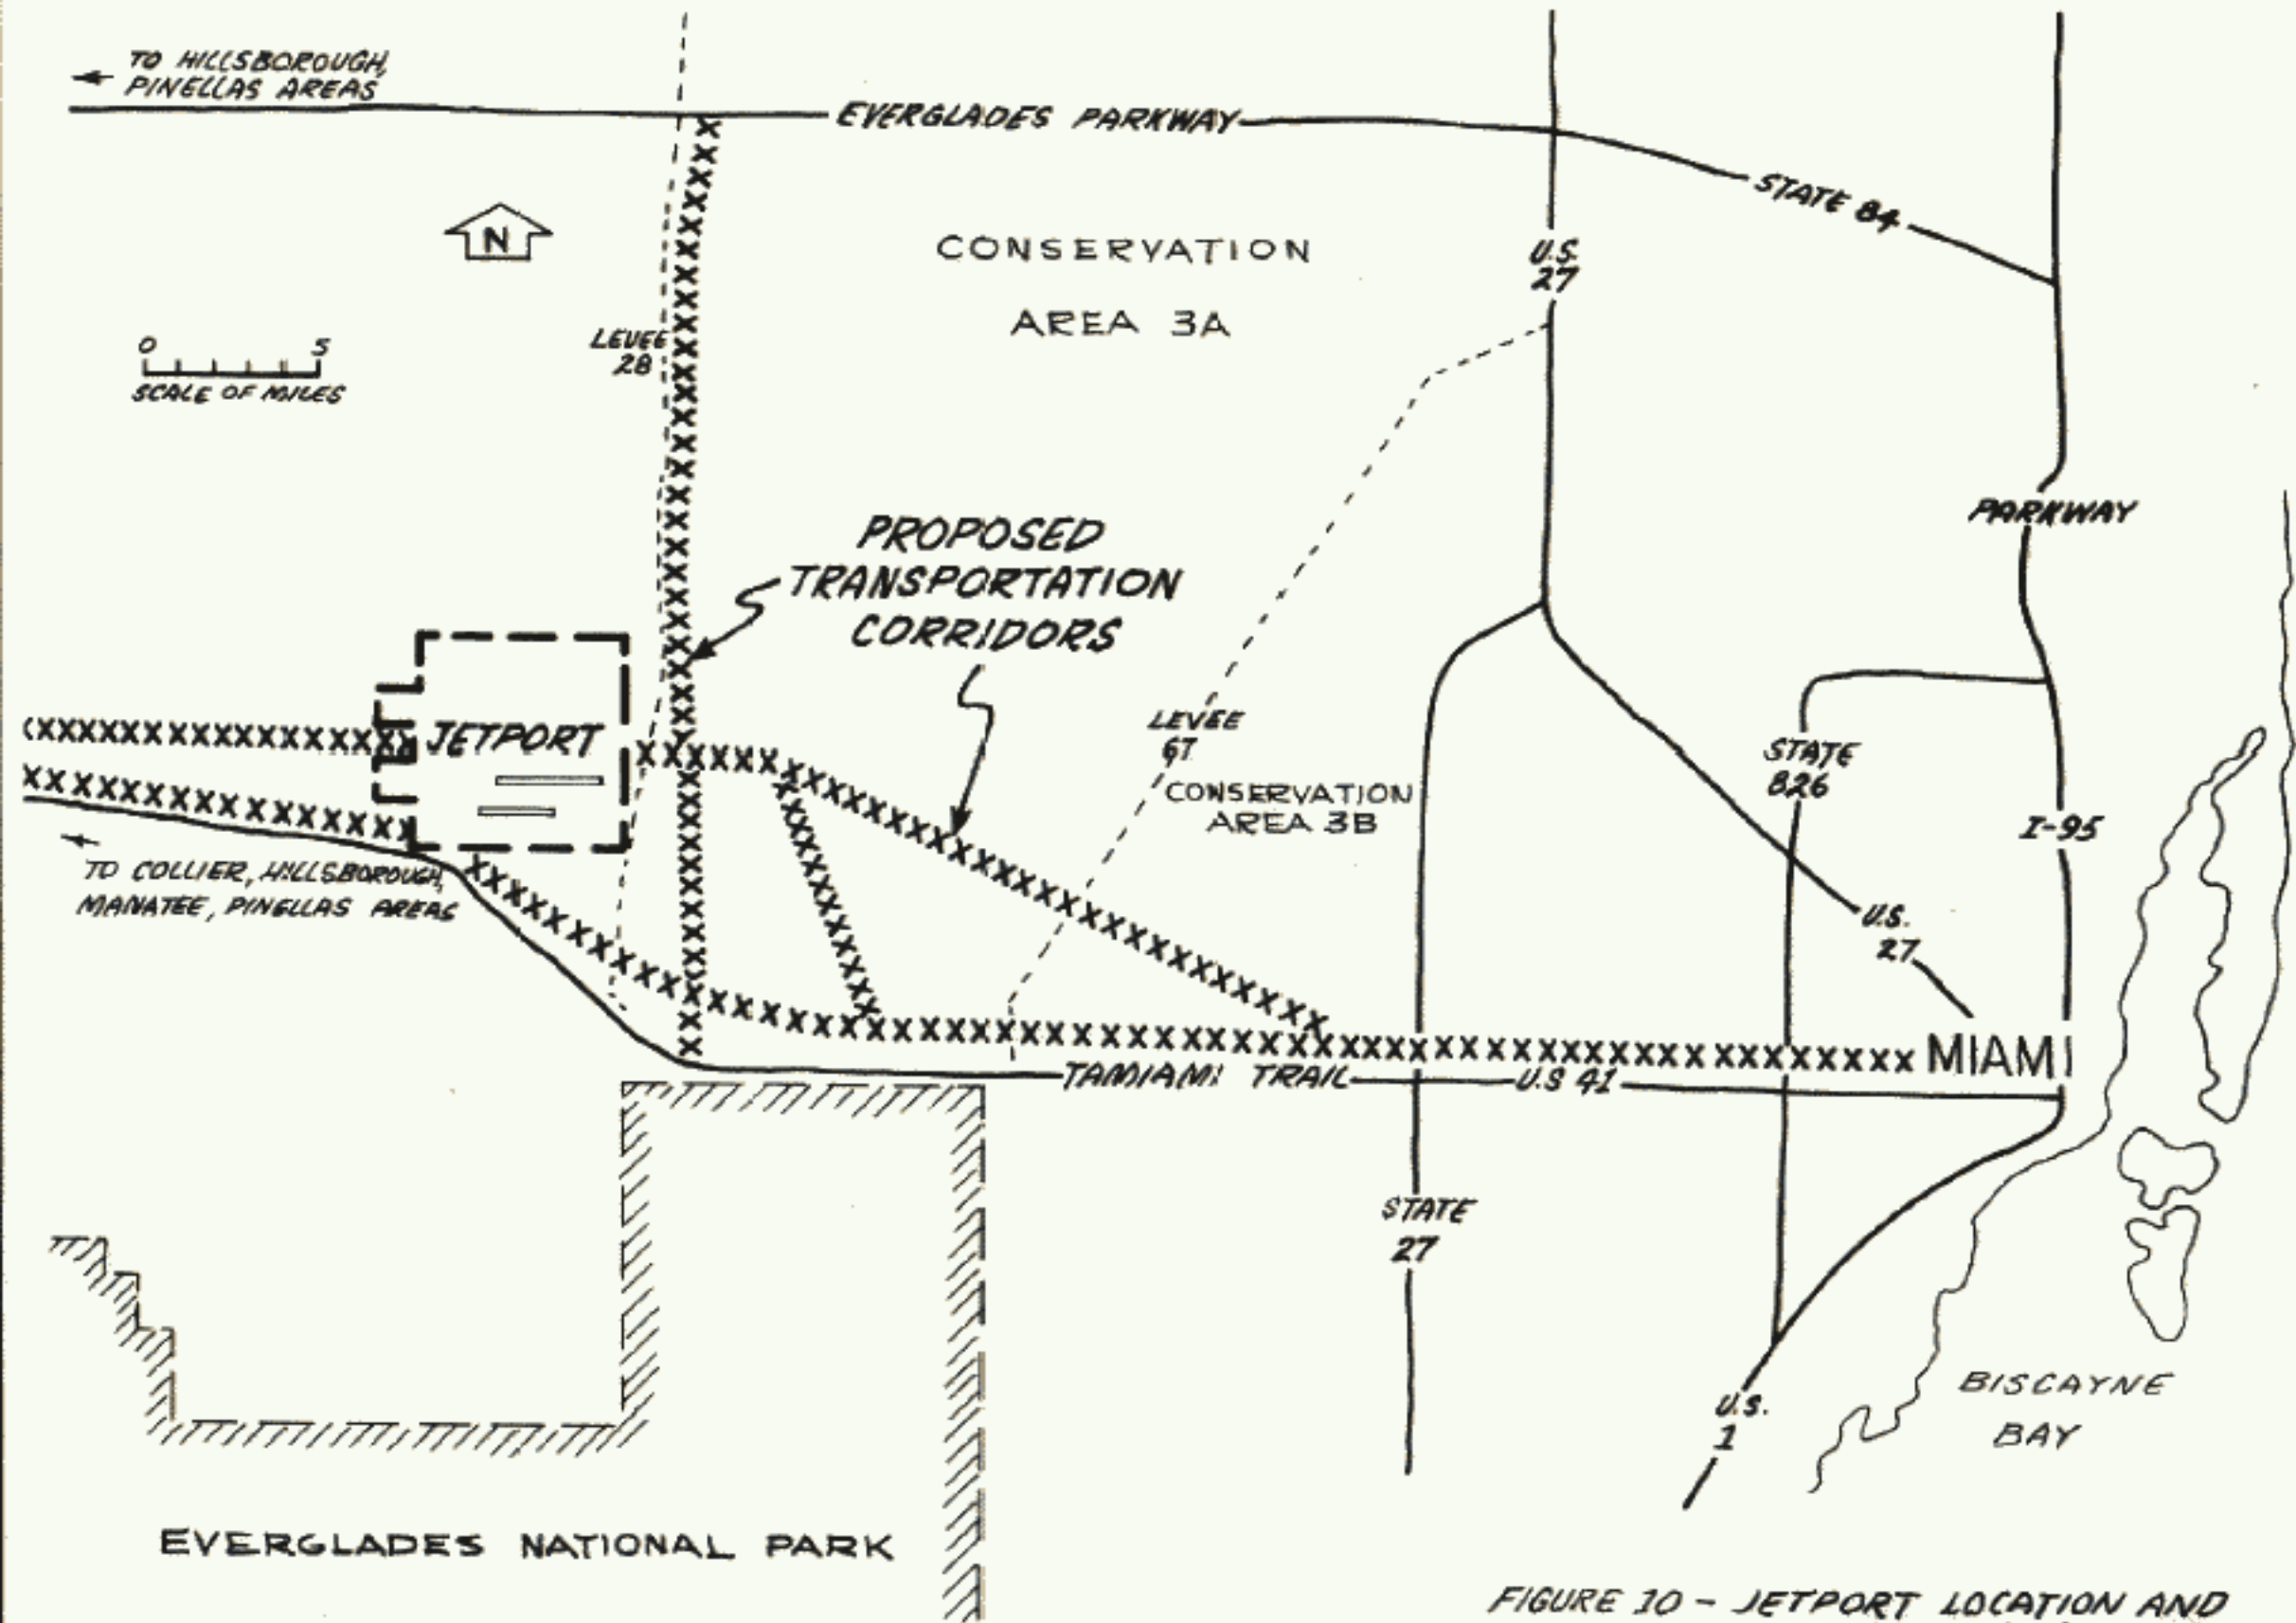 TO HILLSBOROUGH,
PINELLAS AREAS
EVERGLADES PARKWAY
STATE 84
N
CONSERVATION
AREA 3A
U.S.
27
0 5
SCALE OF MILES
LEVEE
28
PARKWAY
PROPOSED
TRANSPORTATION
CORRIDORS
JETPORT
LEVEE
67
CONSERVATION
AREA 3B
STATE
826
I-95
TO COLLIER, HILLSBOROUGH,
MANATEE, PINELLAS AREAS
U.S.
27
MIAMI
TAMIAMI TRAIL
U.S 41
STATE
27
U.S.
1
BISCAYNE
BAY
EVERGLADES NATIONAL PARK
FIGURE 10 - JETPORT LOCATION AND